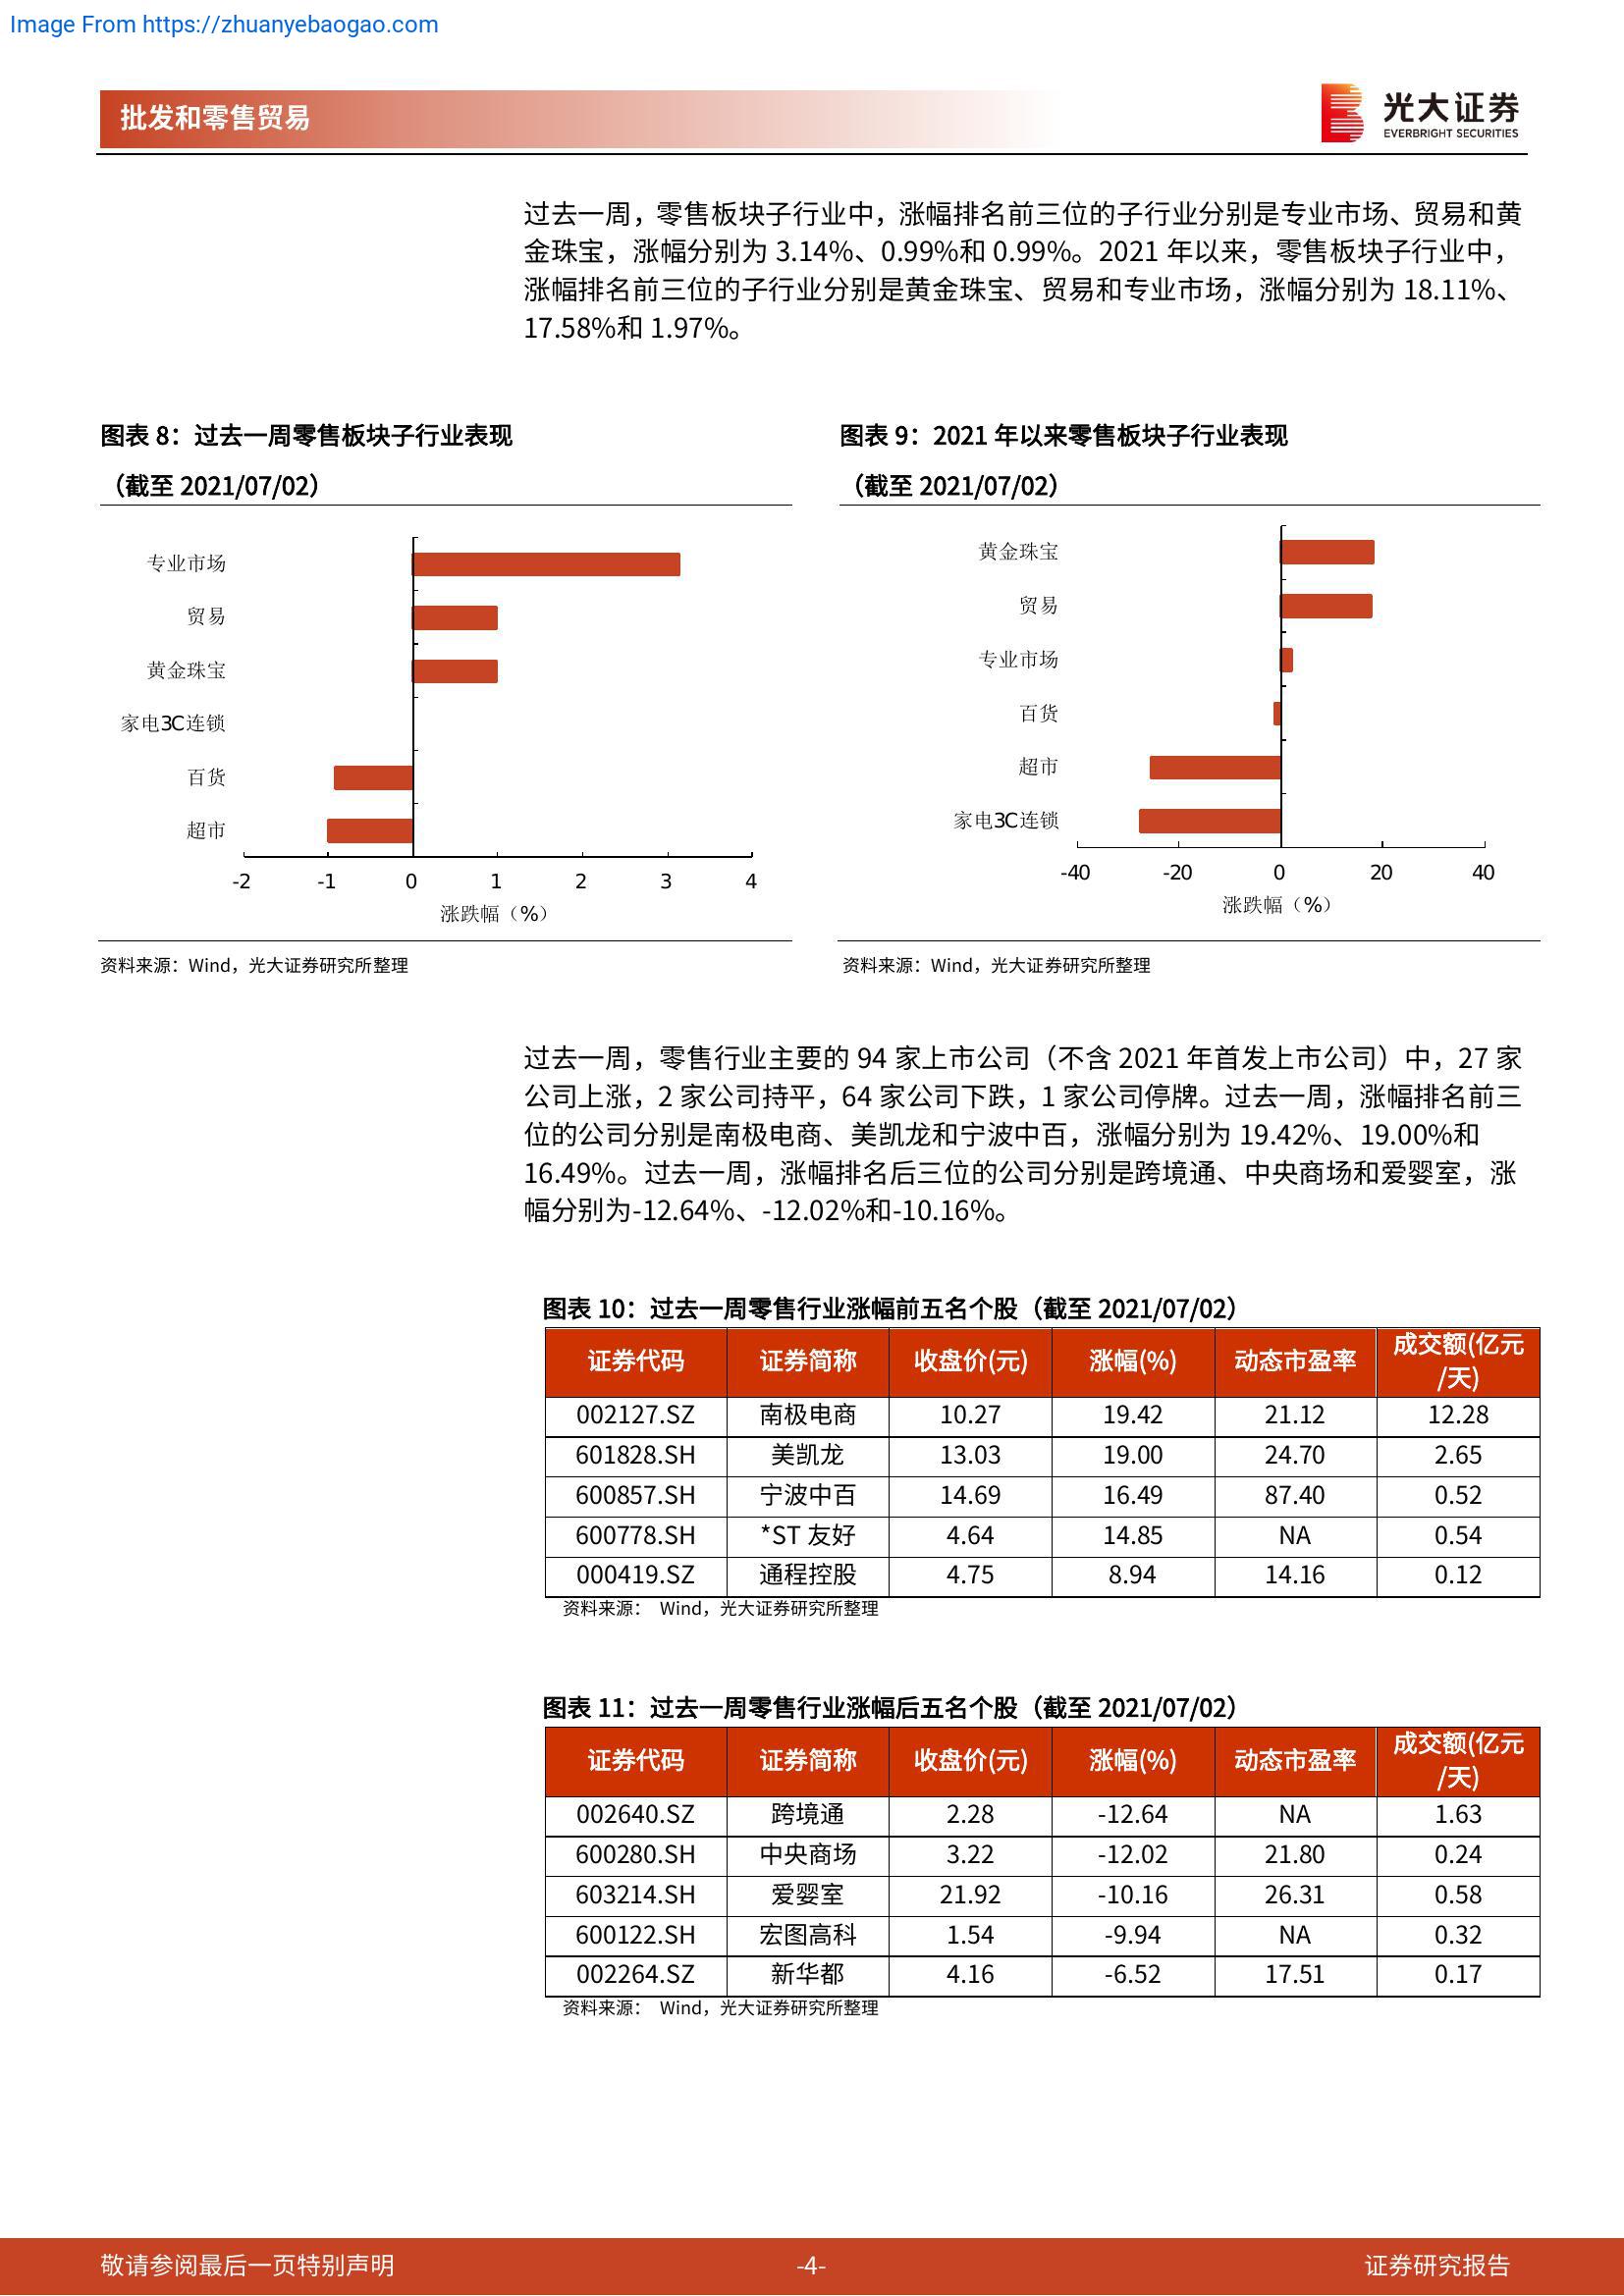 Image From https://zhuanyebaogao.com
批发和零售贸易
光大证券
EVERBRIGHT SECURITIES
过去一周，零售板块子行业中，涨幅排名前三位的子行业分别是专业市场、贸易和黄
金珠宝，涨幅分别为 3.14%、0.99%和 0.99%。2021 年以来，零售板块子行业中，
涨幅排名前三位的子行业分别是黄金珠宝、贸易和专业市场，涨幅分别为 18.11%、
17.58%和 1.97%。
图表 8：过去一周零售板块子行业表现
（截至 2021/07/02）
专业市场
贸易
黄金珠宝
家电3C连锁
百货
超市
-2 -1 0 1 2 3 4
涨跌幅（%）
资料来源：Wind，光大证券研究所整理
图表 9：2021 年以来零售板块子行业表现
（截至 2021/07/02）
黄金珠宝
贸易
专业市场
百货
超市
家电3C连锁
-40 -20 0 20 40
涨跌幅（%）
资料来源：Wind，光大证券研究所整理
过去一周，零售行业主要的 94 家上市公司（不含 2021 年首发上市公司）中，27 家
公司上涨，2 家公司持平，64 家公司下跌，1 家公司停牌。过去一周，涨幅排名前三
位的公司分别是南极电商、美凯龙和宁波中百，涨幅分别为 19.42%、19.00%和
16.49%。过去一周，涨幅排名后三位的公司分别是跨境通、中央商场和爱婴室，涨
幅分别为-12.64%、-12.02%和-10.16%。
图表 10：过去一周零售行业涨幅前五名个股（截至 2021/07/02）
证券代码 证券简称 收盘价(元) 涨幅(%) 动态市盈率 成交额(亿元
/天)
002127.SZ 南极电商 10.27 19.42 21.12 12.28
601828.SH 美凯龙 13.03 19.00 24.70 2.65
600857.SH 宁波中百 14.69 16.49 87.40 0.52
600778.SH *ST 友好 4.64 14.85 NA 0.54
000419.SZ 通程控股 4.75 8.94 14.16 0.12
资料来源： Wind，光大证券研究所整理
图表 11：过去一周零售行业涨幅后五名个股（截至 2021/07/02）
证券代码 证券简称 收盘价(元) 涨幅(%) 动态市盈率 成交额(亿元
/天)
002640.SZ 跨境通 2.28 -12.64 NA 1.63
600280.SH 中央商场 3.22 -12.02 21.80 0.24
603214.SH 爱婴室 21.92 -10.16 26.31 0.58
600122.SH 宏图高科 1.54 -9.94 NA 0.32
002264.SZ 新华都 4.16 -6.52 17.51 0.17
资料来源： Wind，光大证券研究所整理
敬请参阅最后一页特别声明 -4- 证券研究报告